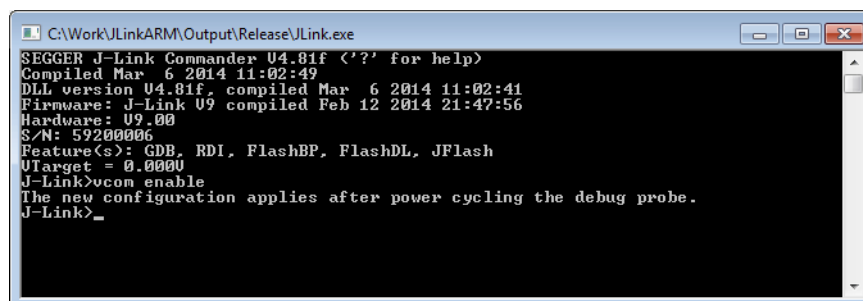 C:\Work\JLinkARM\Output\Release\JLink.exe
SEGGER J-Link Commander V4.81f ('?' for help)
Compiled Mar  6 2014 11:02:49
DLL version V4.81f, compiled Mar  6 2014 11:02:41
Firmware: J-Link V9 compiled Feb 12 2014 21:47:56
Hardware: V9.00
S/N: 59200006
Feature(s): GDB, RDI, FlashBP, FlashDL, JFlash
VTarget = 0.000V
J-Link>vcom enable
The new configuration applies after power cycling the debug probe.
J-Link>_